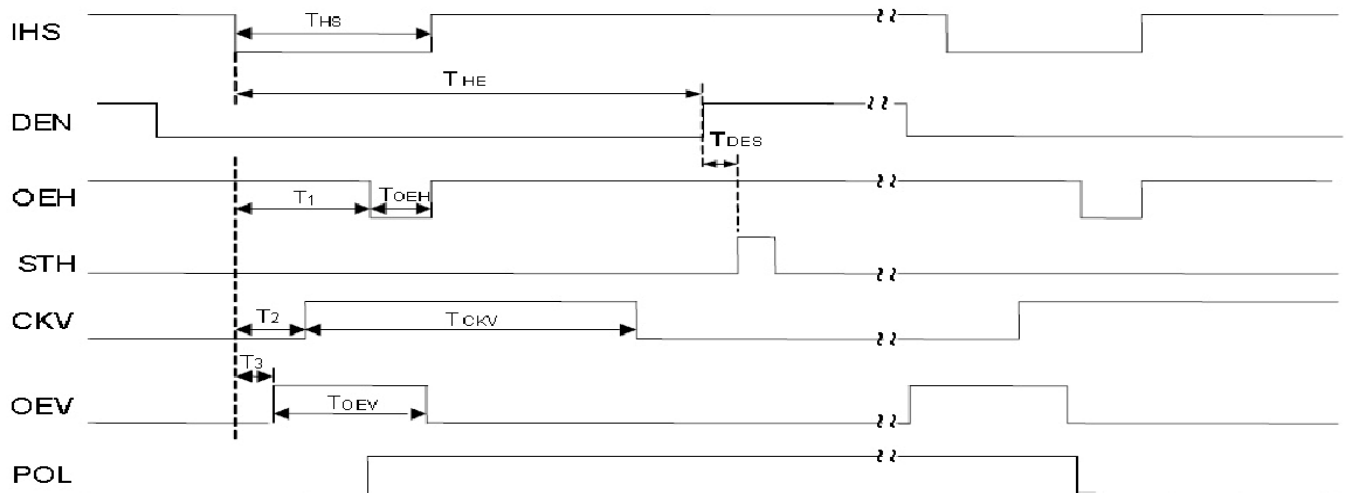 IHS
THS
THE
DEN
TDES
OEH
T1
TOEH
STH
CKV
T2
TCKV
T3
OEV
TOEV
POL